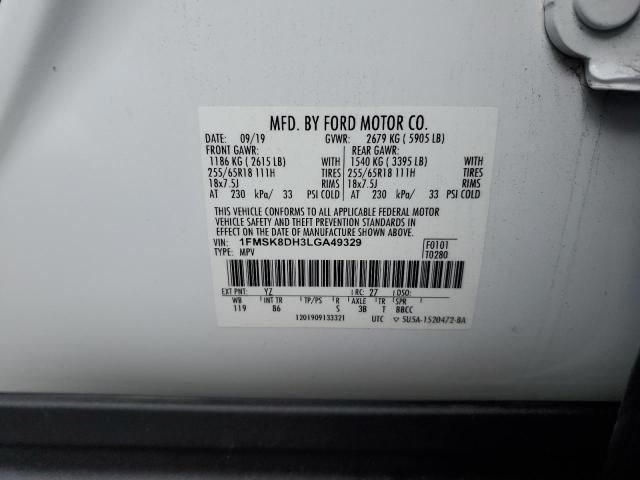 MFD. BY FORD MOTOR CO.
DATE: 09/19 GVWR: 2679 KG ( 5905 LB)
FRONT GAWR: REAR GAWR:
1186 KG ( 2615 LB) WITH 1540 KG ( 3395 LB) WITH
255/65R18 111H TIRES 255/65R18 111H TIRES
18x7.5J RIMS 18x7.5J RIMS
AT 230 kPa/ 33 PSI COLD AT 230 kPa/ 33 PSI COLD
THIS VEHICLE CONFORMS TO ALL APPLICABLE FEDERAL MOTOR
VEHICLE SAFETY AND THEFT PREVENTION STANDARDS IN
EFFECT ON THE DATE OF MANUFACTURE SHOWN ABOVE.
VIN: 1FMSK8DH3LGA49329 F0101
TYPE: MPV T0280
EXT PNT: YZ RC: 27 DSO:
WB INT TR TP/PS R AXLE TR SPR
119 86 S 3B T BBCC
1201909133321 UTC ▽ 5U5A-1520472-BA